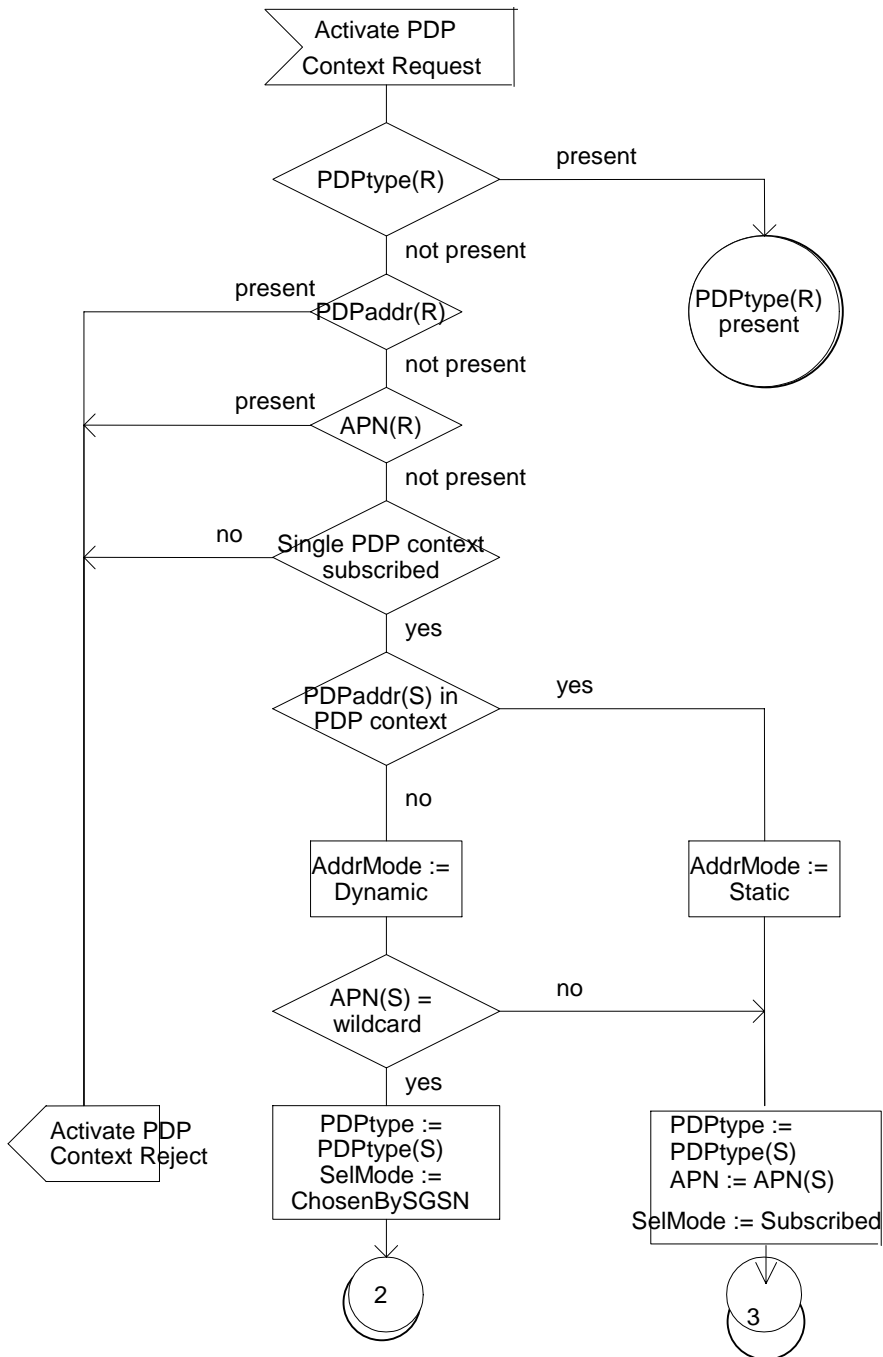 Activate PDP
Context Request
PDPtype(R)
present
not present
PDPtype(R)
present
present
PDPaddr(R)
not present
present
APN(R)
not present
no
Single PDP context
subscribed
yes
PDPaddr(S) in
PDP context
yes
no
AddrMode :=
Dynamic
AddrMode :=
Static
APN(S) =
wildcard
no
yes
Activate PDP
Context Reject
PDPtype :=
PDPtype(S)
SelMode :=
ChosenBySGSN
PDPtype :=
PDPtype(S)
APN := APN(S)
SelMode := Subscribed
2
3